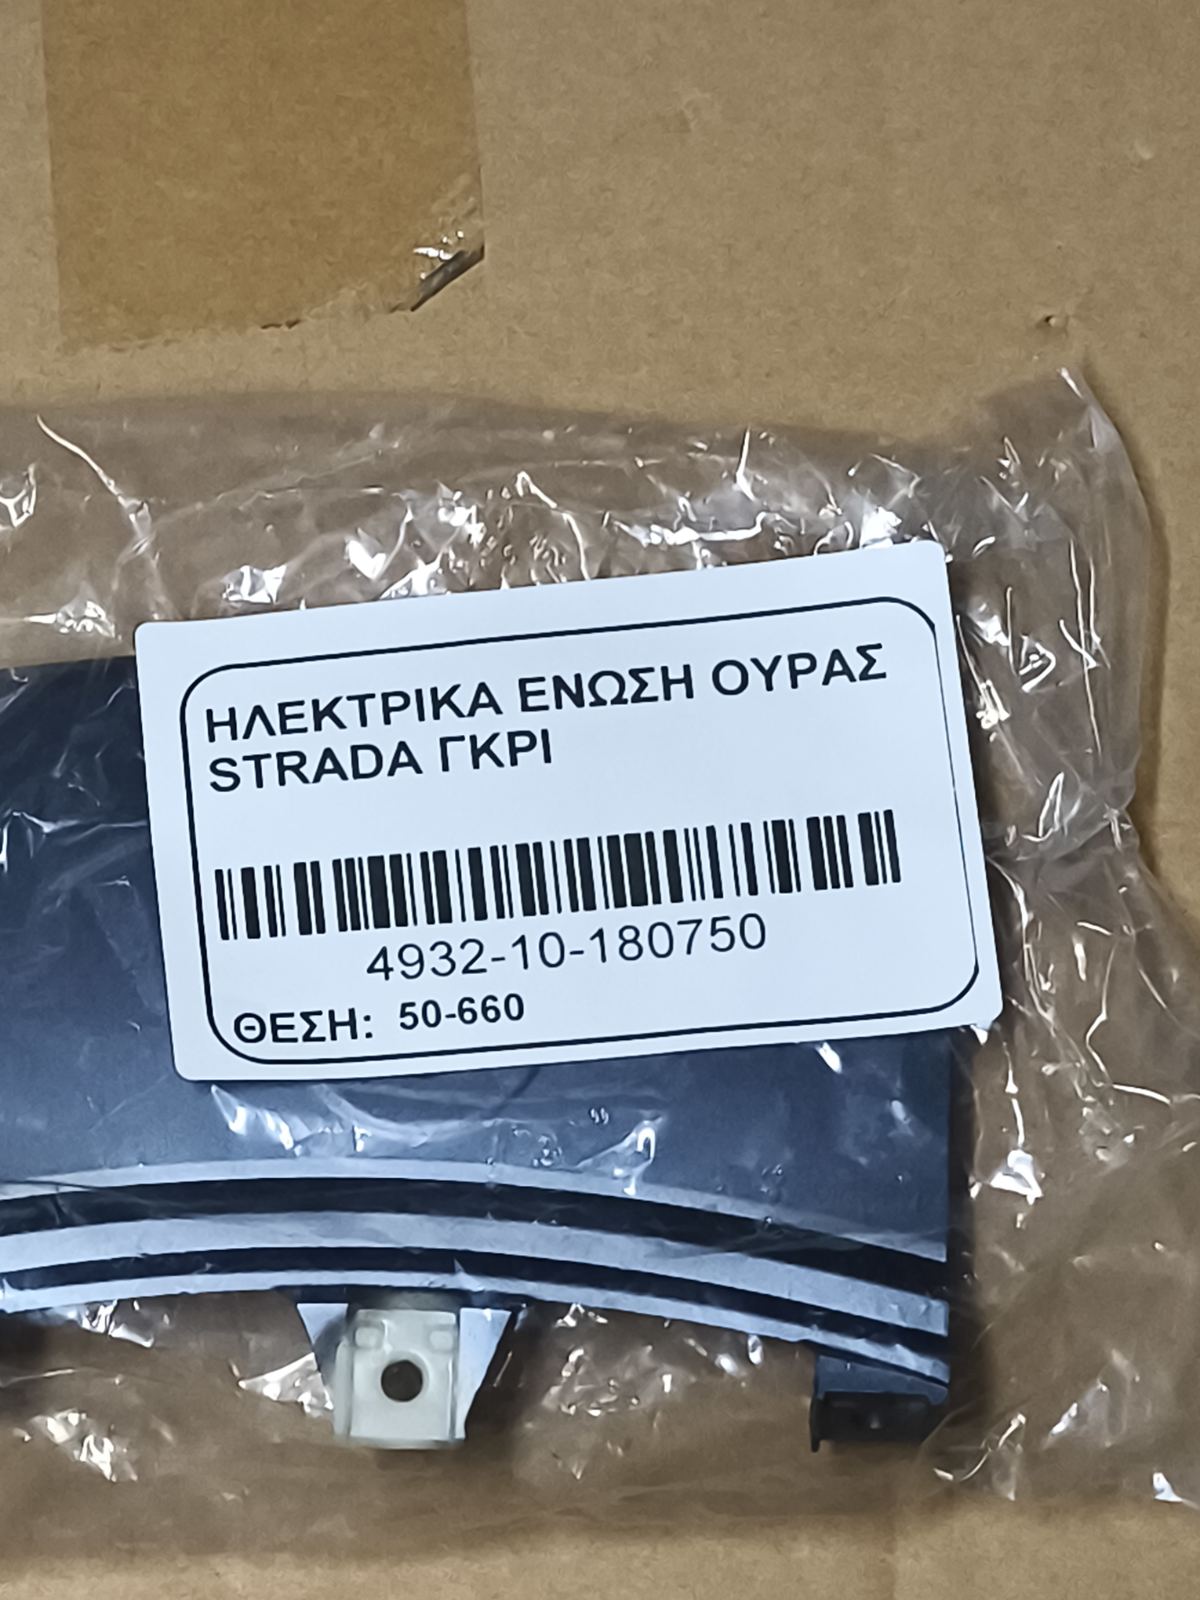 ΗΛΕΚΤΡΙΚΑ ΕΝΩΣΗ ΟΥΡΑΣ
STRADA ΓΚΡΙ
4932-10-180750
ΘΕΣΗ: 50-660